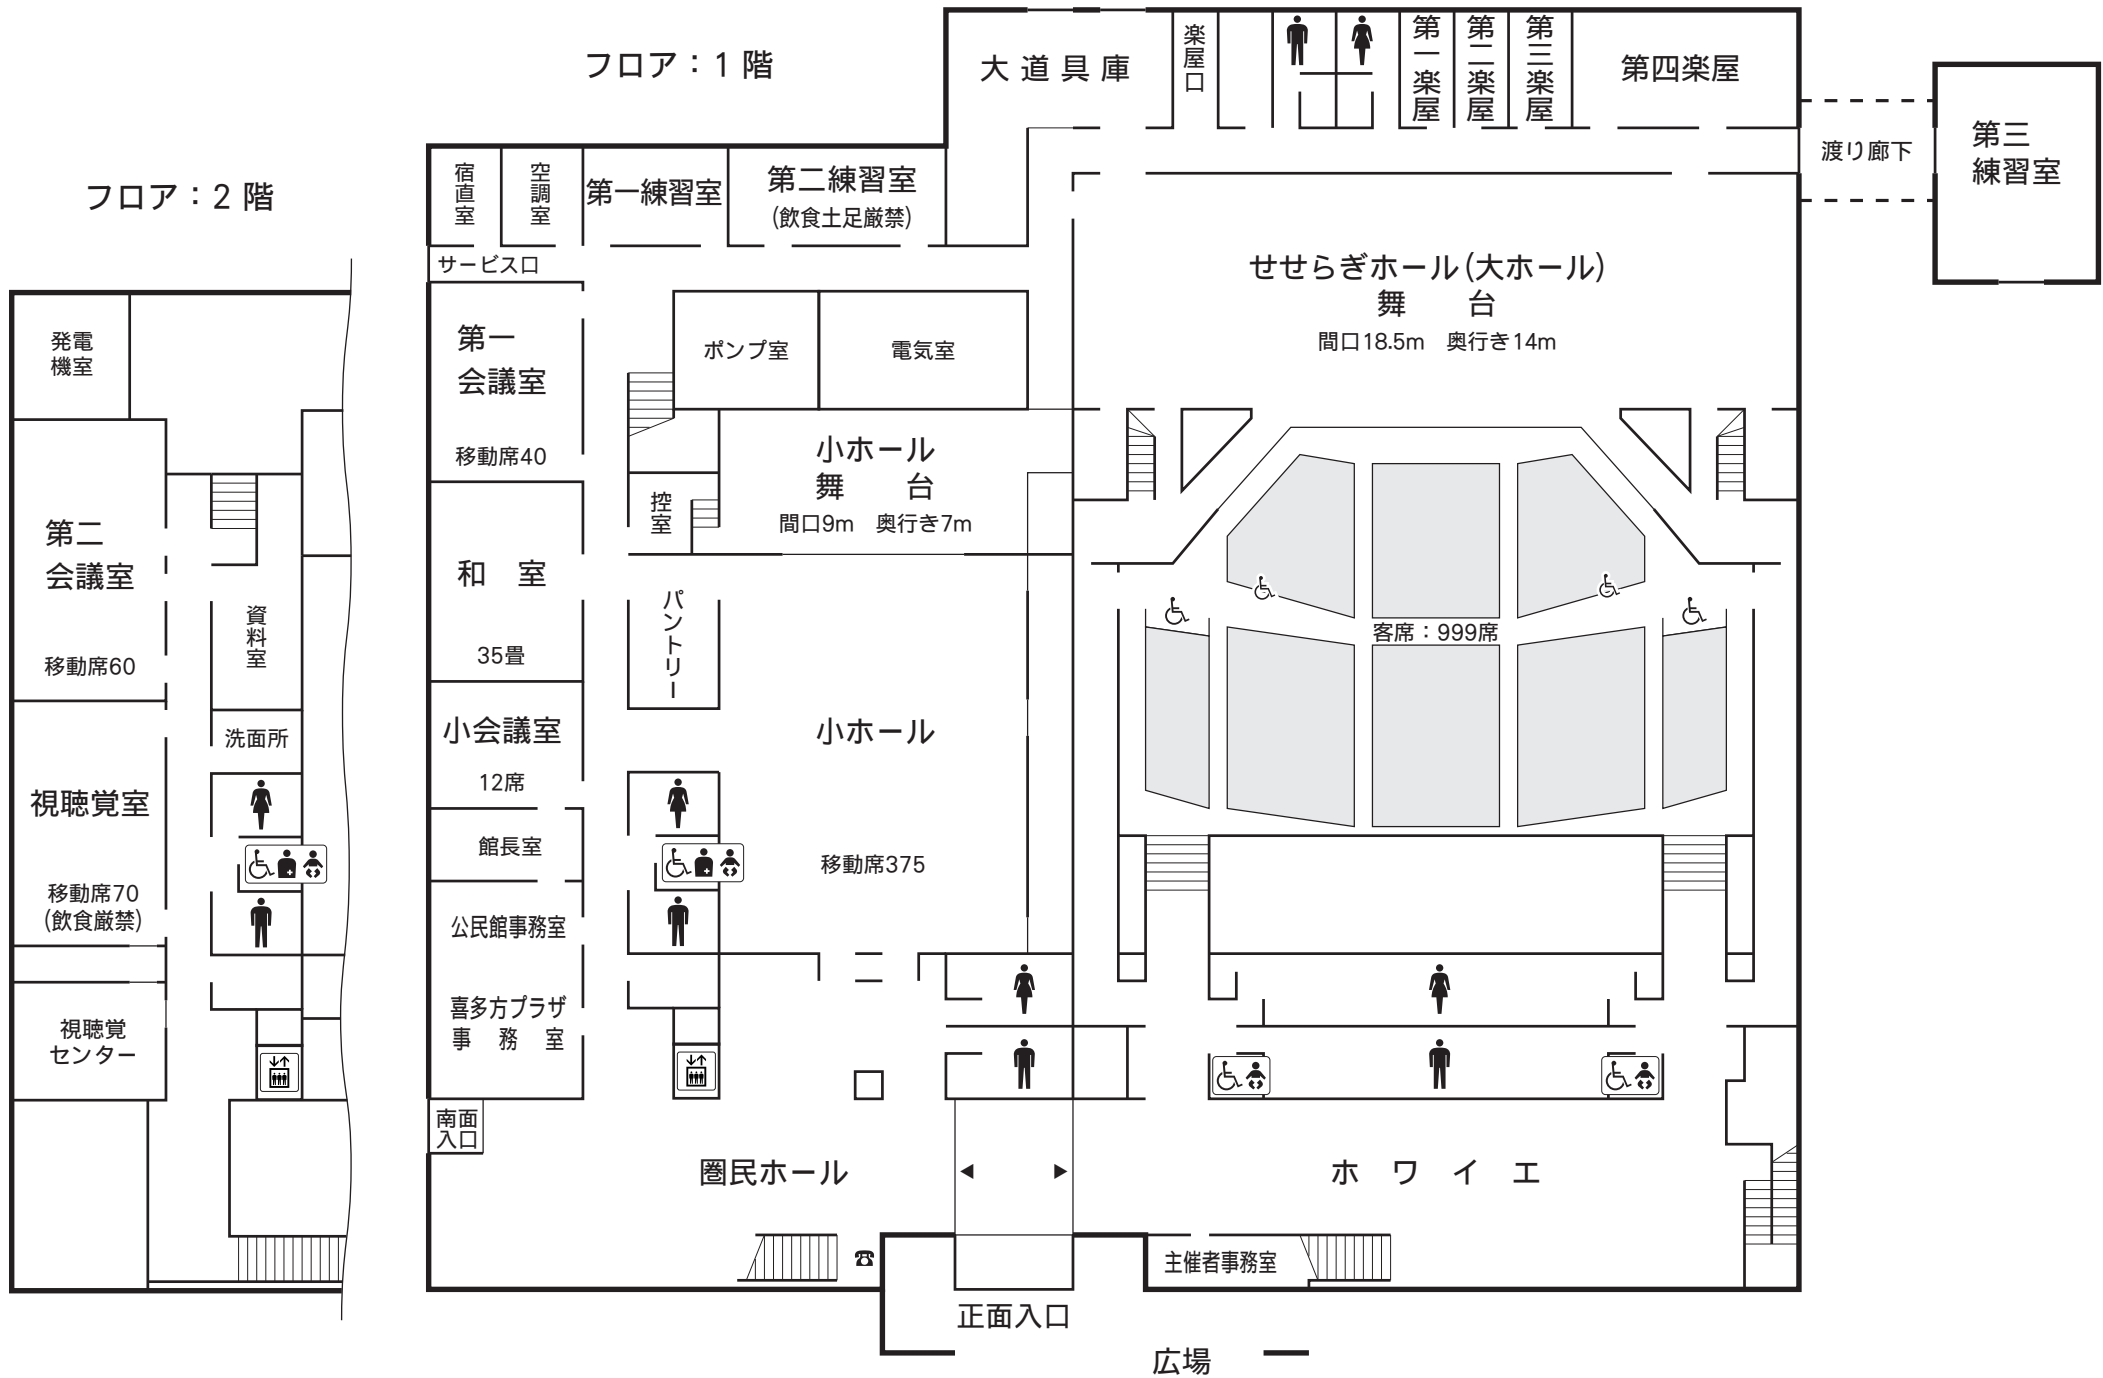 フロア：1階
大道具庫
楽屋口
第一楽屋
第二楽屋
第三楽屋
第四楽屋
渡り廊下
第三
練習室
宿直室
空調室
第一練習室
第二練習室
(飲食土足厳禁)
サービス口
第一
会議室
移動席40
ポンプ室
電気室
小ホール
舞　台
間口9m　奥行き7m
控室
せせらぎホール(大ホール)
舞　台
間口18.5m　奥行き14m
客席：999席
和　室
35畳
パントリー
小会議室
12席
小ホール
移動席375
館長室
公民館事務室
喜多方プラザ
事　務　室
南面
入口
圏民ホール
ホ　ワ　イ　エ
主催者事務室
正面入口
広場
フロア：2階
発電
機室
第二
会議室
移動席60
資料室
洗面所
視聴覚室
移動席70
(飲食厳禁)
視聴覚
センター